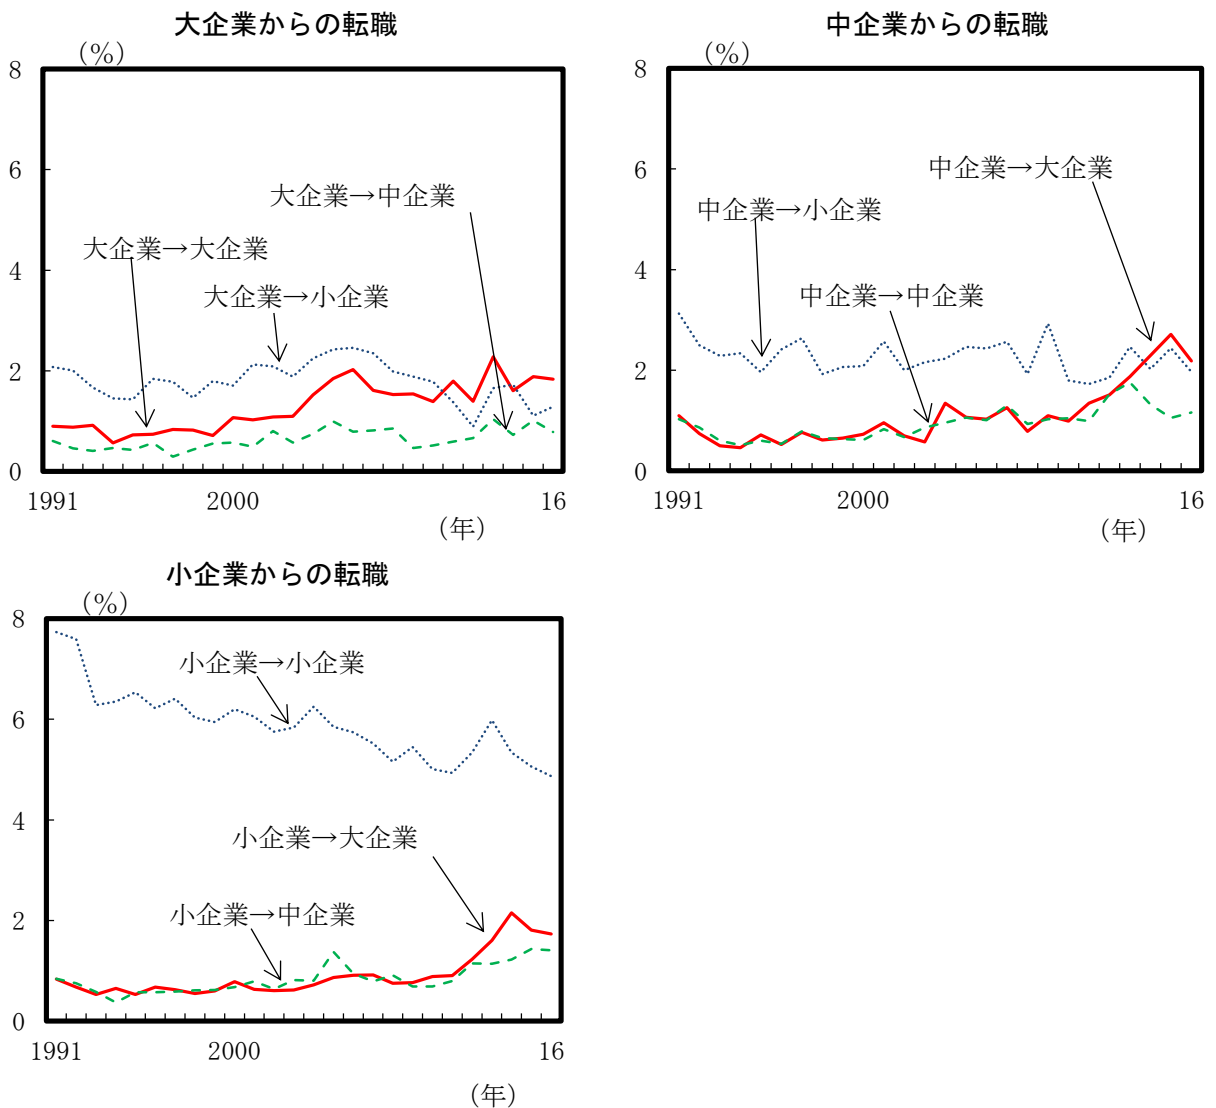 大企業からの転職
(%)
8
6
4
2
0
大企業→中企業
大企業→大企業
大企業→小企業
1991
2000
16
(年)
中企業からの転職
(%)
8
6
4
2
0
中企業→大企業
中企業→小企業
中企業→中企業
1991
2000
16
(年)
小企業からの転職
(%)
8
6
4
2
0
小企業→小企業
小企業→大企業
小企業→中企業
1991
2000
16
(年)